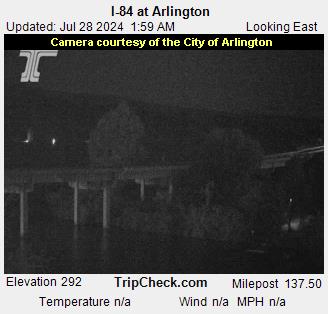 I-84 at Arlington
Updated: Jul 28 2024 1:59 AM Looking East
Camera courtesy of the City of Arlington
Elevation 292 TripCheck.com Milepost 137.50
Temperature n/a Wind n/a MPH n/a